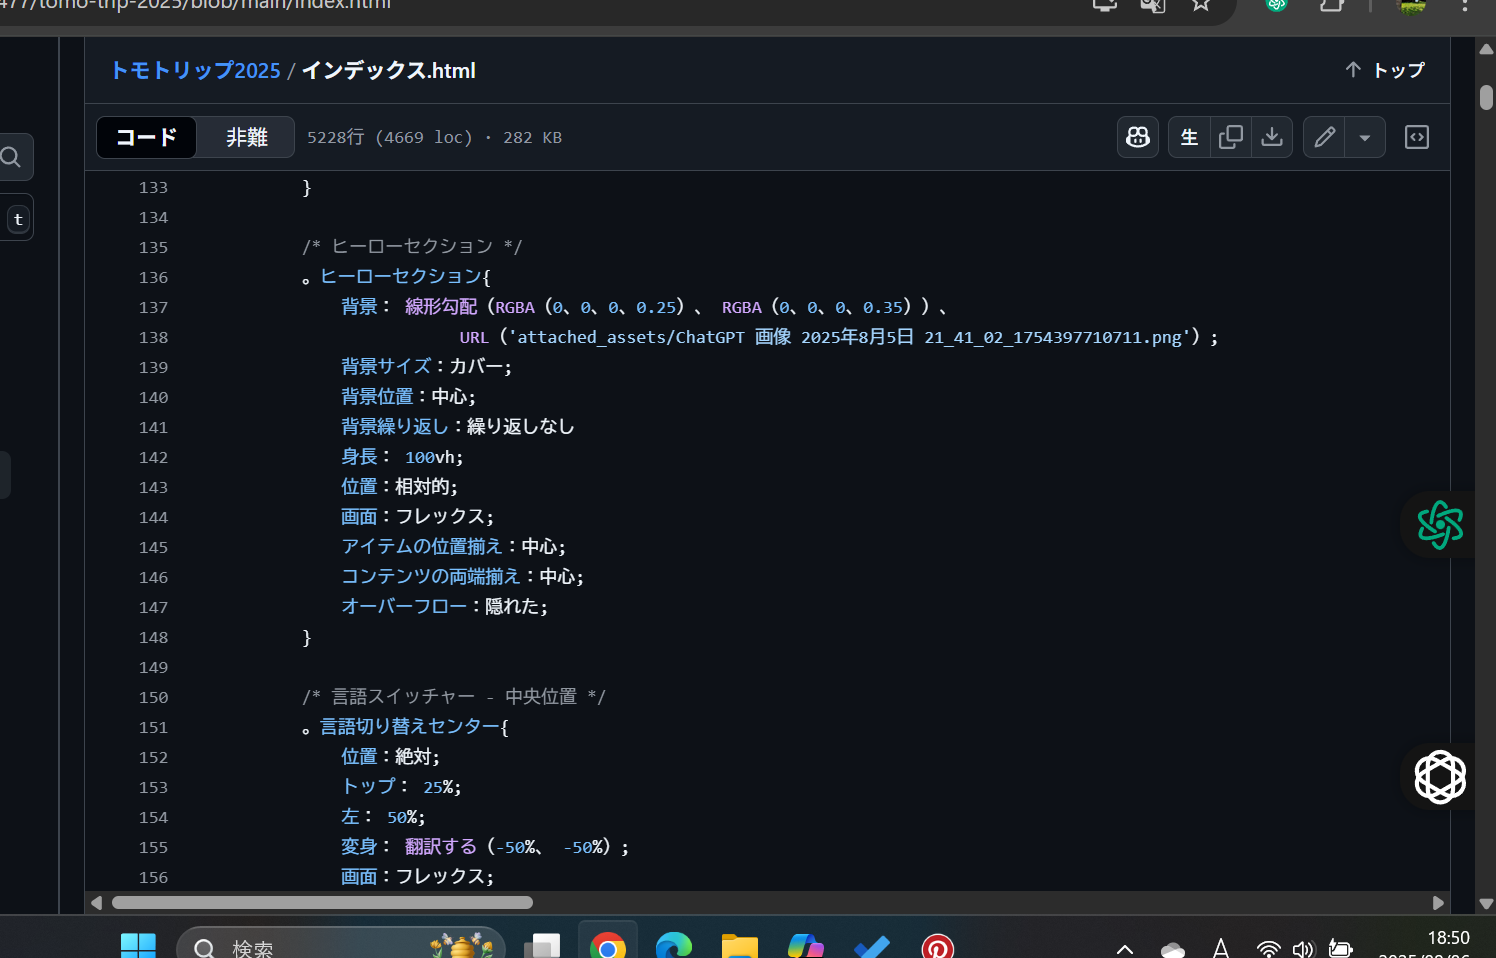 477/tomo-trip-2025/blob/main/index.html
トモトリップ2025 / インデックス.html
↑ トップ
コード 非難 5228行 (4669 loc) · 282 KB
生
t
133 }
134
135 /* ヒーローセクション */
136 。ヒーローセクション{
137 背景： 線形勾配（RGBA（0、0、0、0.25）、 RGBA（0、0、0、0.35））、
138 URL（'attached_assets/ChatGPT 画像 2025年8月5日 21_41_02_1754397710711.png'）;
139 背景サイズ：カバー;
140 背景位置：中心;
141 背景繰り返し：繰り返しなし
142 身長： 100vh;
143 位置：相対的;
144 画面：フレックス;
145 アイテムの位置揃え：中心;
146 コンテンツの両端揃え：中心;
147 オーバーフロー：隠れた;
148 }
149
150 /* 言語スイッチャー - 中央位置 */
151 。言語切り替えセンター{
152 位置：絶対;
153 トップ： 25%;
154 左： 50%;
155 変身： 翻訳する（-50%、 -50%）;
156 画面：フレックス;
検索
A
18:50